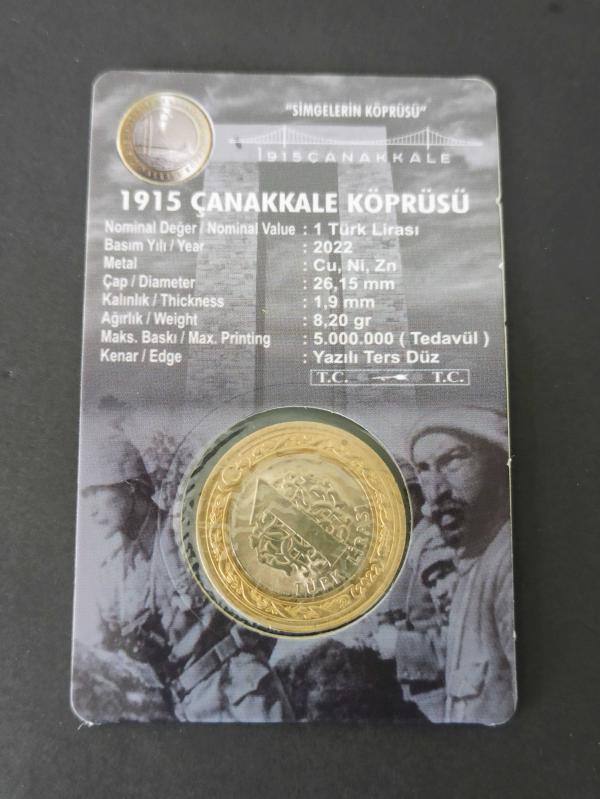 "SİMGELERİN KÖPRÜSÜ"
1915ÇANAKKALE
1915 ÇANAKKALE KÖPRÜSÜ
Nominal Değer / Nominal Value : 1 Türk Lirası
Basım Yılı / Year : 2022
Metal : Cu, Ni, Zn
Çap / Diameter : 26,15 mm
Kalınlık / Thickness : 1,9 mm
Ağırlık / Weight : 8,20 gr
Maks. Baskı / Max. Printing : 5.000.000 ( Tedavül )
Kenar / Edge : Yazılı Ters Düz
T.C. T.C.
1
TÜRK LİRASI
2022